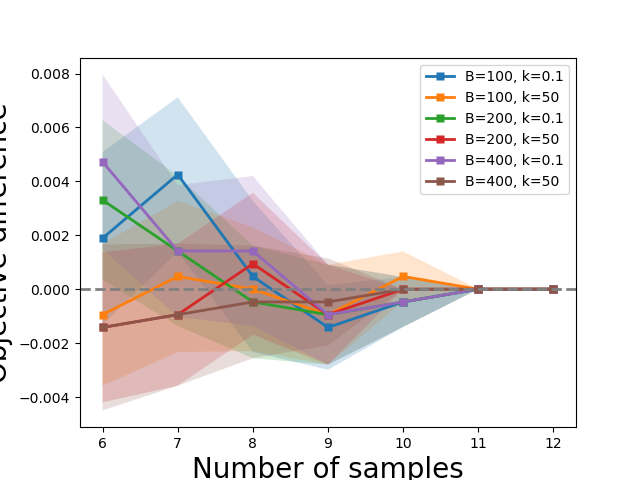 0.008
0.006
0.004
0.002
0.000
−0.002
−0.004
6 7 8 9 10 11 12
Number of samples
Objective difference
B=100, k=0.1
B=100, k=50
B=200, k=0.1
B=200, k=50
B=400, k=0.1
B=400, k=50